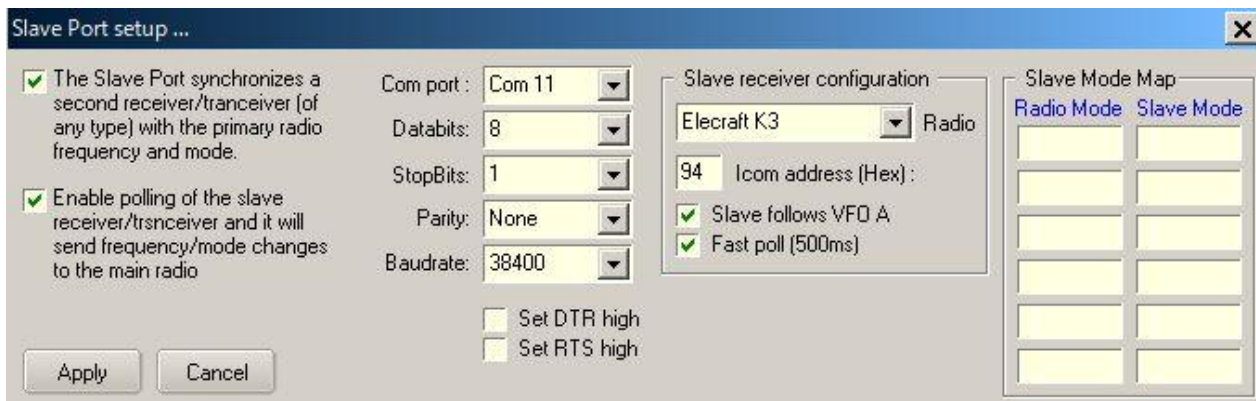 Slave Port setup ...
The Slave Port synchronizes a
second receiver/tranceiver (of
any type) with the primary radio
frequency and mode.
Enable polling of the slave
receiver/trsnceiver and it will
send frequency/mode changes
to the main radio
Apply
Cancel
Com port :
Com 11
Databits:
8
StopBits:
1
Parity:
None
Baudrate:
38400
Set DTR high
Set RTS high
Slave receiver configuration
Elecraft K3
Radio
94
Icom address (Hex) :
Slave follows VFO A
Fast poll (500ms)
Slave Mode Map
Radio Mode
Slave Mode